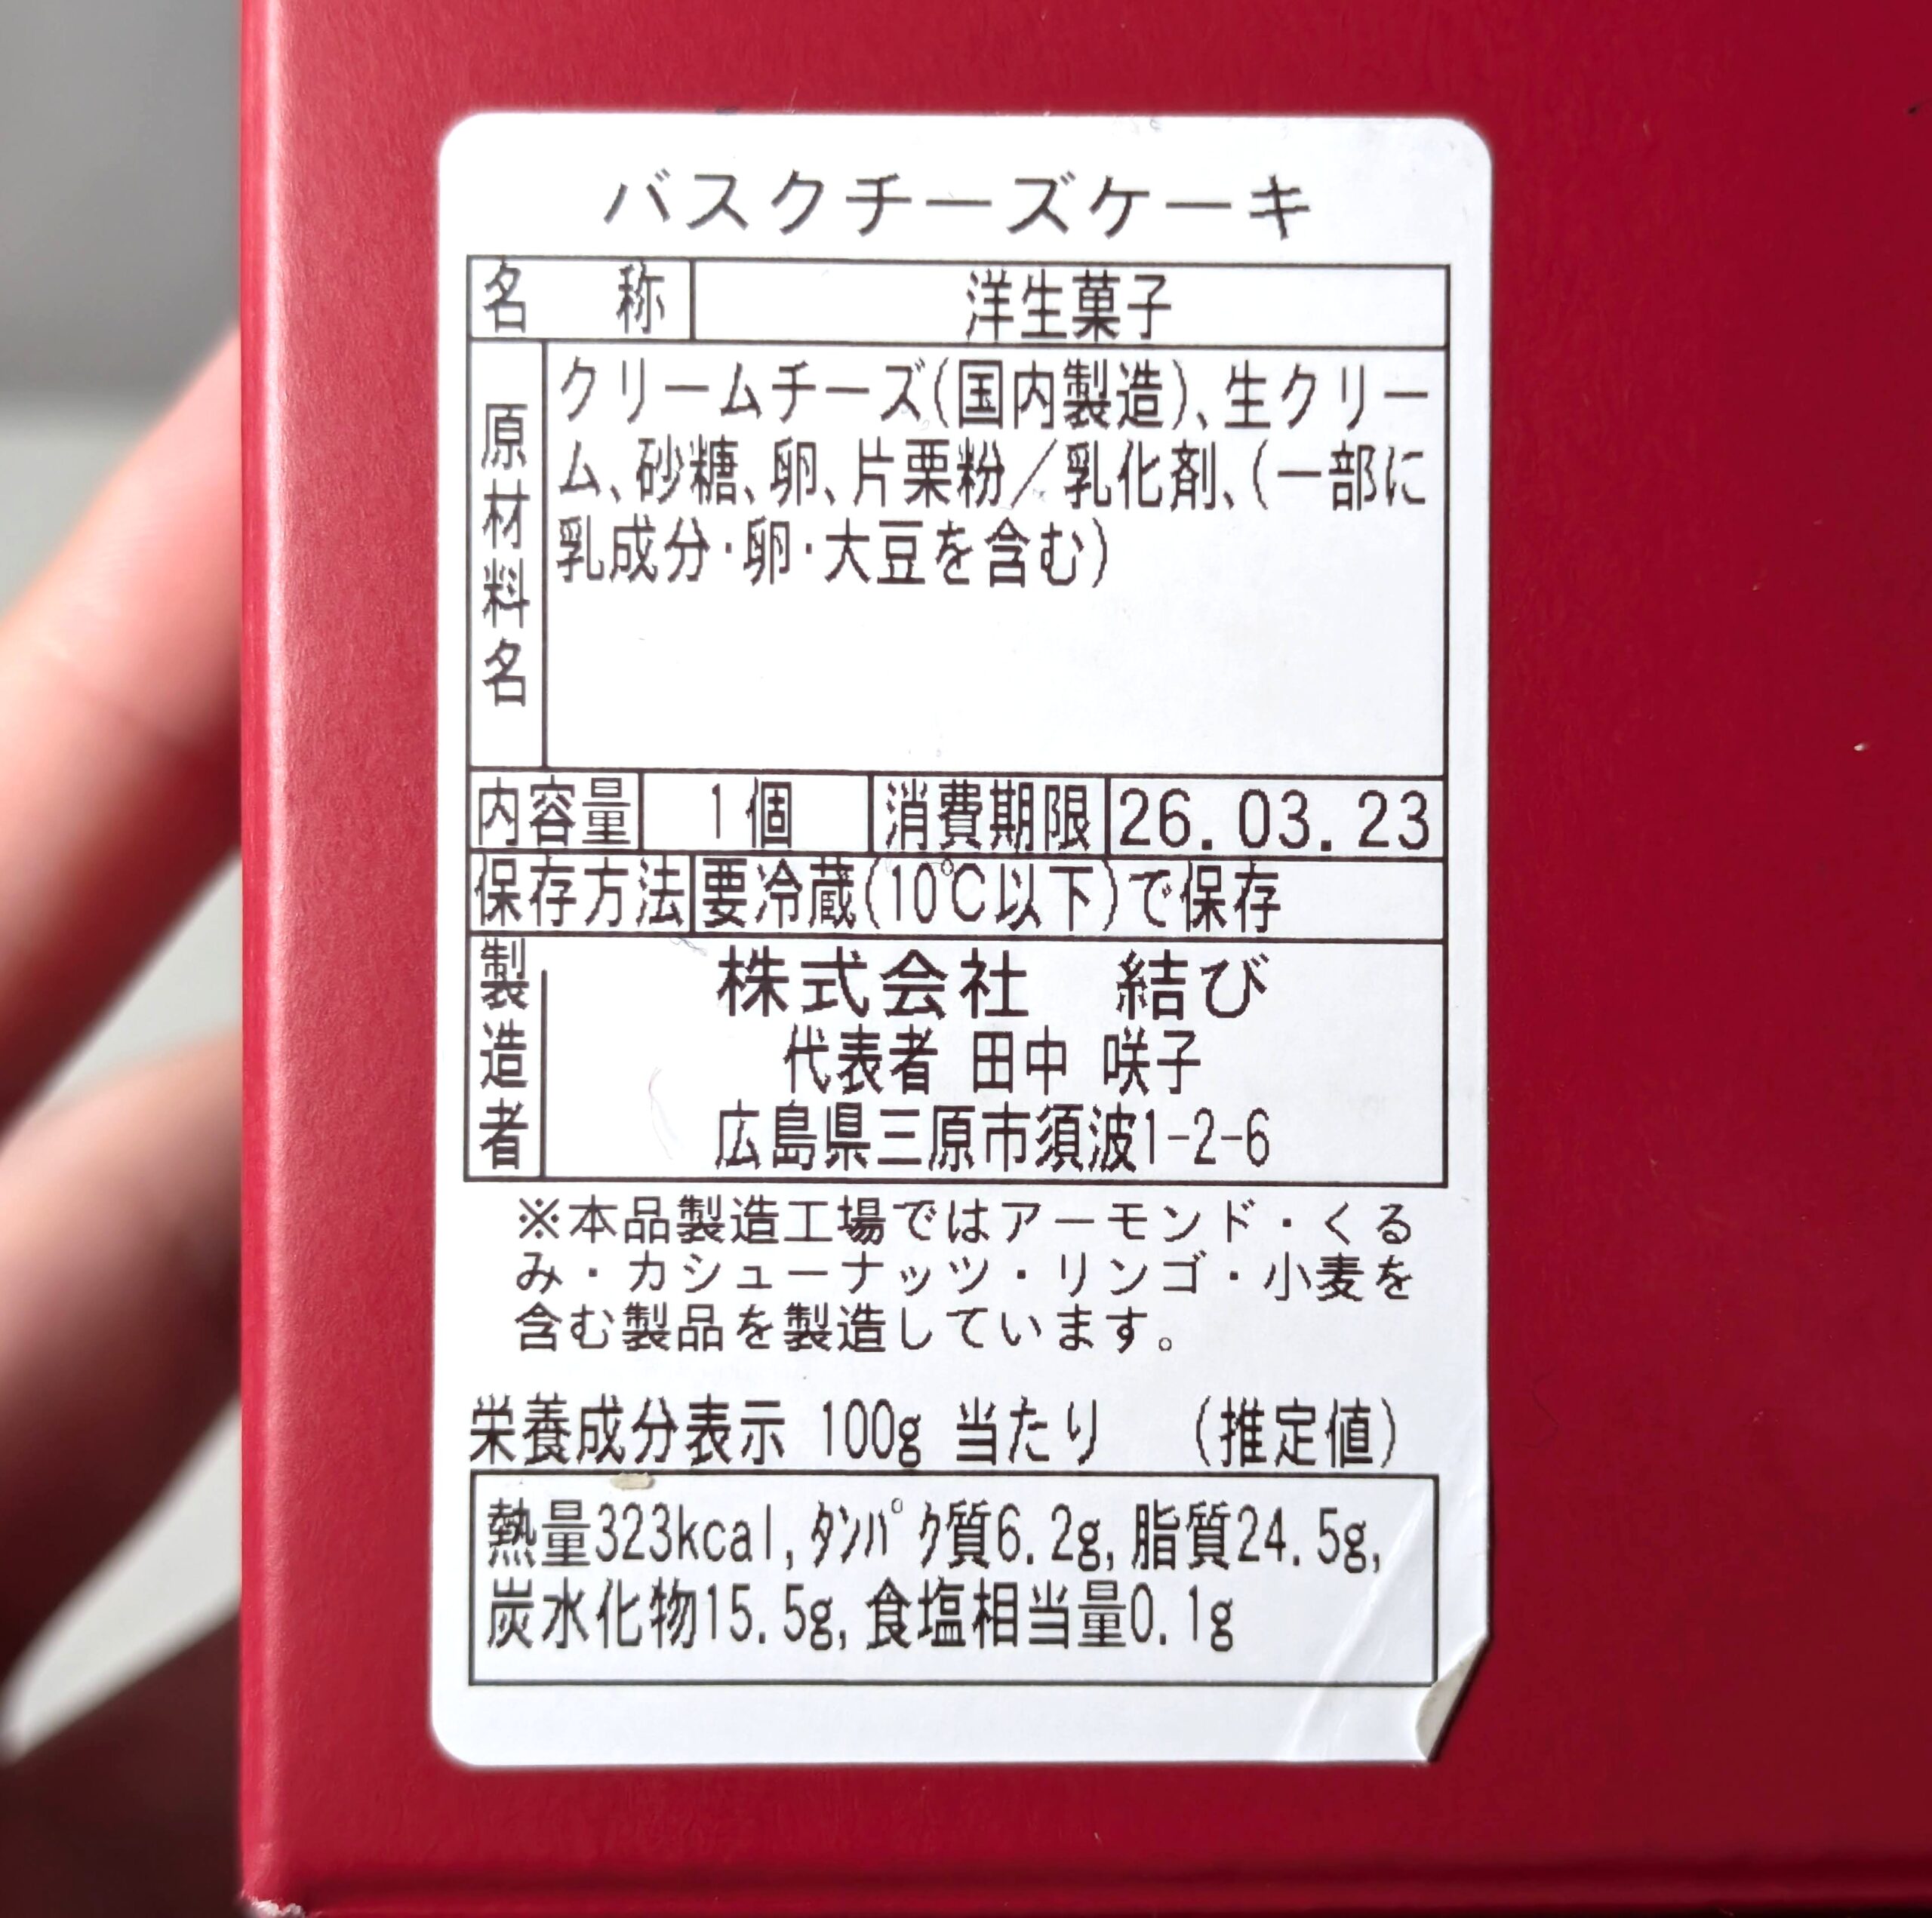 バスクチーズケーキ
名 称 洋生菓子
原材料名
クリームチーズ(国内製造)、生クリー
ム、砂糖、卵、片栗粉/乳化剤、(一部に
乳成分・卵・大豆を含む)
内容量 1個 消費期限 26.03.23
保存方法 要冷蔵(10℃以下)で保存
製造者
株式会社 結び
代表者 田中 咲子
広島県三原市須波1-2-6
※本品製造工場ではアーモンド・くる
み・カシューナッツ・リンゴ・小麦を
含む製品を製造しています。
栄養成分表示 100g 当たり (推定値)
熱量323kcal,ﾀﾝﾊﾟｸ質6.2g,脂質24.5g,
炭水化物15.5g,食塩相当量0.1g